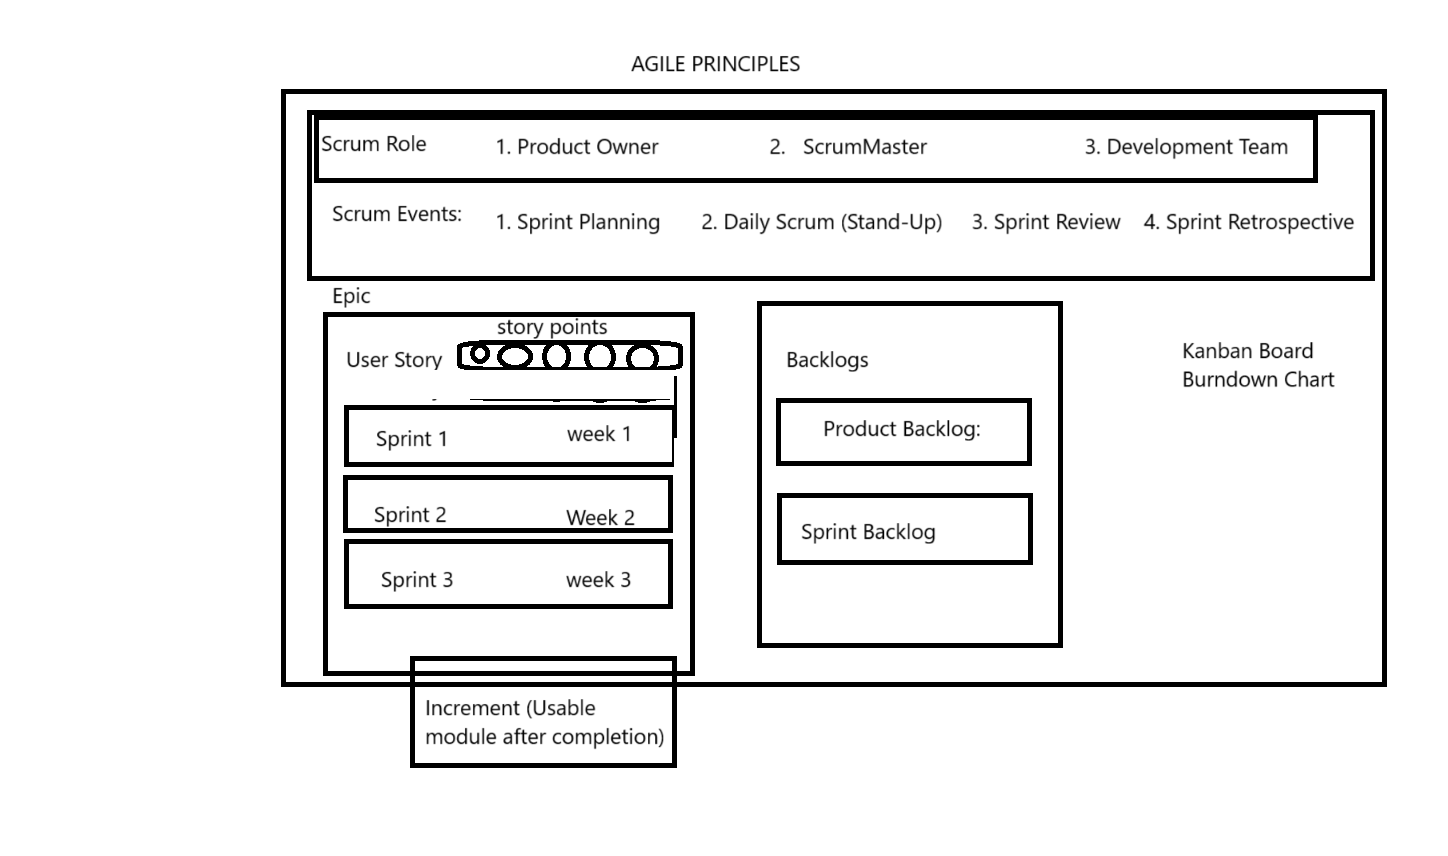 AGILE PRINCIPLES
Scrum Role 1. Product Owner 2. ScrumMaster 3. Development Team
Scrum Events: 1. Sprint Planning 2. Daily Scrum (Stand-Up) 3. Sprint Review 4. Sprint Retrospective
Epic
story points
User Story
Sprint 1 week 1
Sprint 2 Week 2
Sprint 3 week 3
Increment (Usable
module after completion)
Backlogs
Product Backlog:
Sprint Backlog
Kanban Board
Burndown Chart